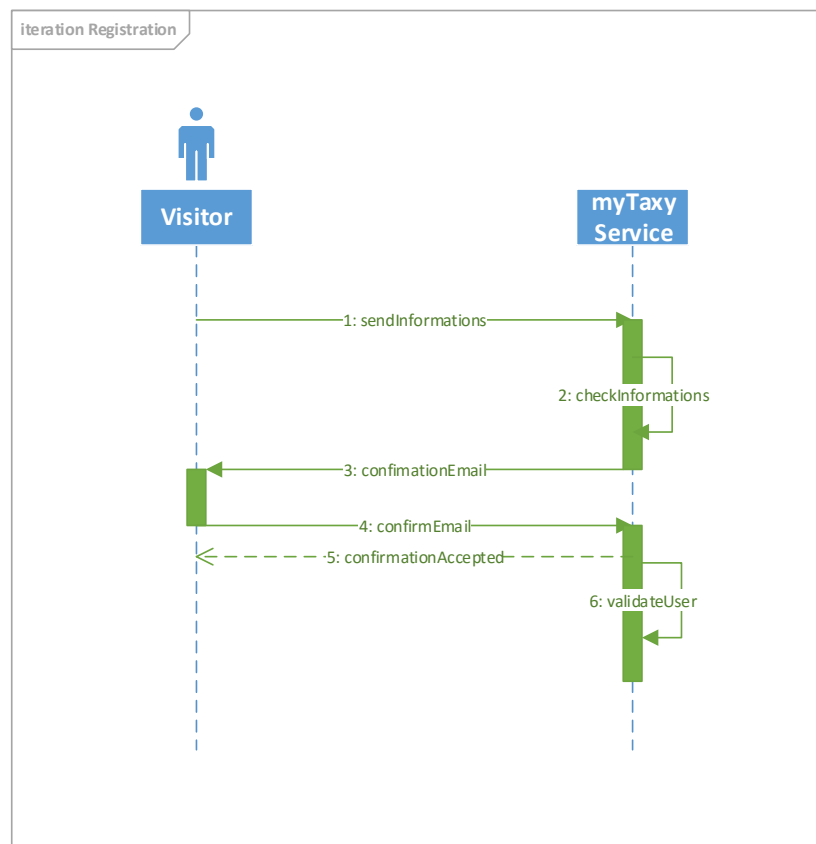 iteration Registration
Visitor
myTaxy
Service
1: sendInformations
2: checkInformations
3: confimationEmail
4: confirmEmail
5: confirmationAccepted
6: validateUser